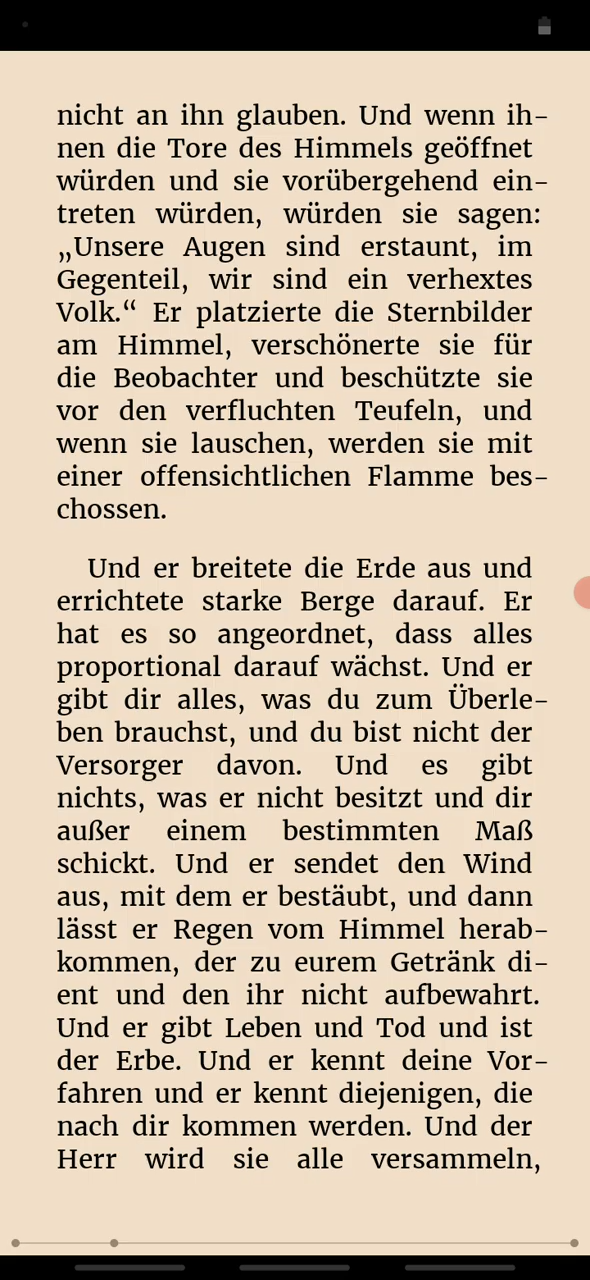 nicht an ihn glauben. Und wenn ih-
nen die Tore des Himmels geöffnet
würden und sie vorübergehend ein-
treten würden, würden sie sagen:
„Unsere Augen sind erstaunt, im
Gegenteil, wir sind ein verhextes
Volk.“ Er platzierte die Sternbilder
am Himmel, verschönerte sie für
die Beobachter und beschützte sie
vor den verfluchten Teufeln, und
wenn sie lauschen, werden sie mit
einer offensichtlichen Flamme bes-
chossen.
Und er breitete die Erde aus und
errichtete starke Berge darauf. Er
hat es so angeordnet, dass alles
proportional darauf wächst. Und er
gibt dir alles, was du zum Überle-
ben brauchst, und du bist nicht der
Versorger davon. Und es gibt
nichts, was er nicht besitzt und dir
außer einem bestimmten Maß
schickt. Und er sendet den Wind
aus, mit dem er bestäubt, und dann
lässt er Regen vom Himmel herab-
kommen, der zu eurem Getränk di-
ent und den ihr nicht aufbewahrt.
Und er gibt Leben und Tod und ist
der Erbe. Und er kennt deine Vor-
fahren und er kennt diejenigen, die
nach dir kommen werden. Und der
Herr wird sie alle versammeln,